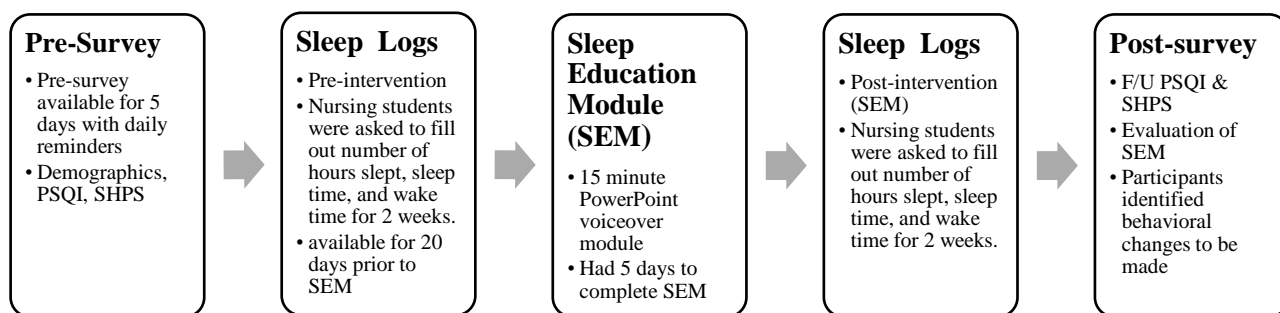 Pre-Survey
• Pre-survey
available for 5
days with daily
reminders
• Demographics,
PSQI, SHPS
Sleep Logs
• Pre-intervention
• Nursing students
were asked to fill
out number of
hours slept, sleep
time, and wake
time for 2 weeks.
• available for 20
days prior to
SEM
Sleep
Education
Module
(SEM)
• 15 minute
PowerPoint
voiceover
module
• Had 5 days to
complete SEM
Sleep Logs
• Post-intervention
(SEM)
• Nursing students
were asked to fill
out number of
hours slept, sleep
time, and wake
time for 2 weeks.
Post-survey
• F/U PSQI &
SHPS
• Evaluation of
SEM
• Participants
identified
behavioral
changes to be
made